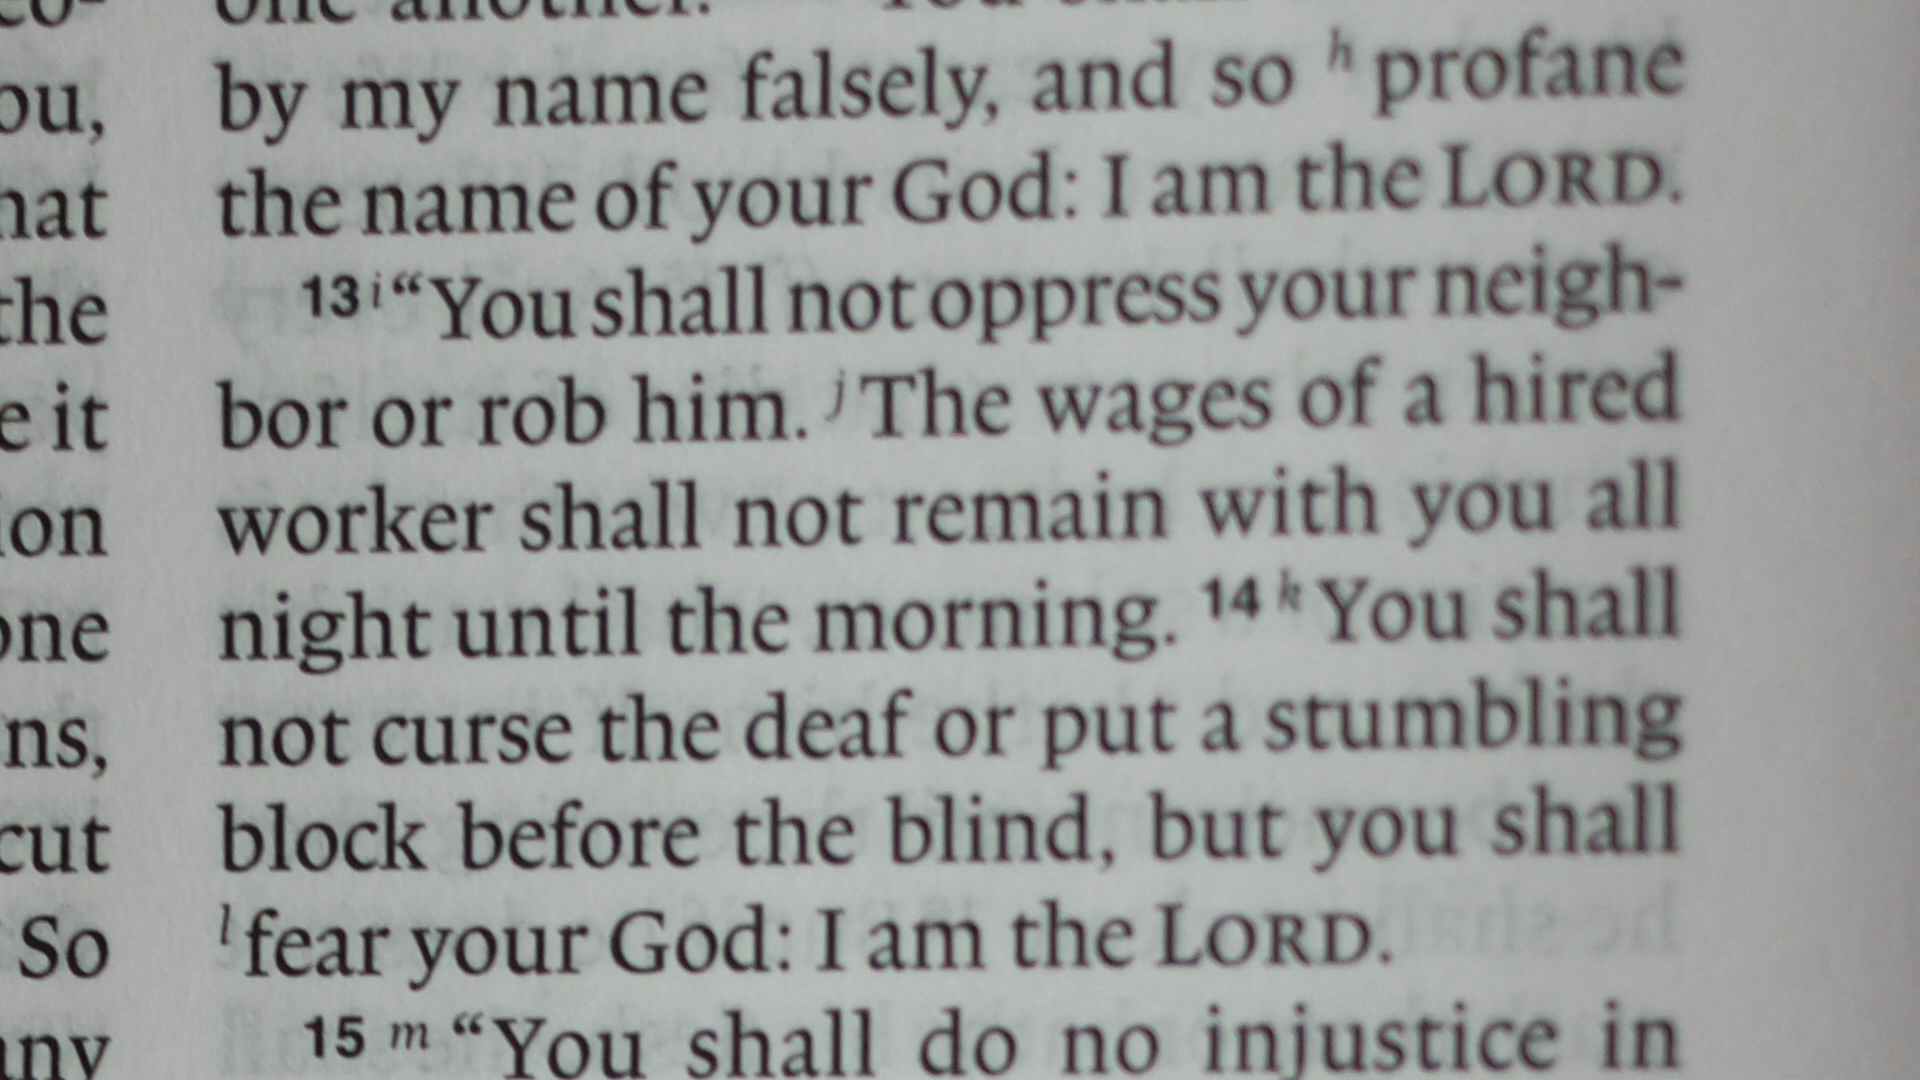 one another.
by my name falsely, and so h profane
the name of your God: I am the LORD.
13 i “You shall not oppress your neigh-
bor or rob him. j The wages of a hired
worker shall not remain with you all
night until the morning. 14 k You shall
not curse the deaf or put a stumbling
block before the blind, but you shall
l fear your God: I am the LORD.
15 m “You shall do no injustice in